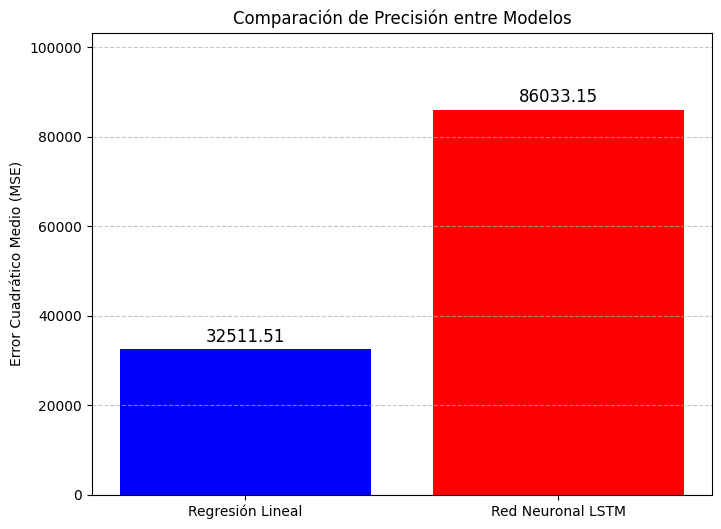 Comparación de Precisión entre Modelos
Error Cuadrático Medio (MSE)
100000
80000
60000
40000
20000
0
32511.51
86033.15
Regresión Lineal
Red Neuronal LSTM